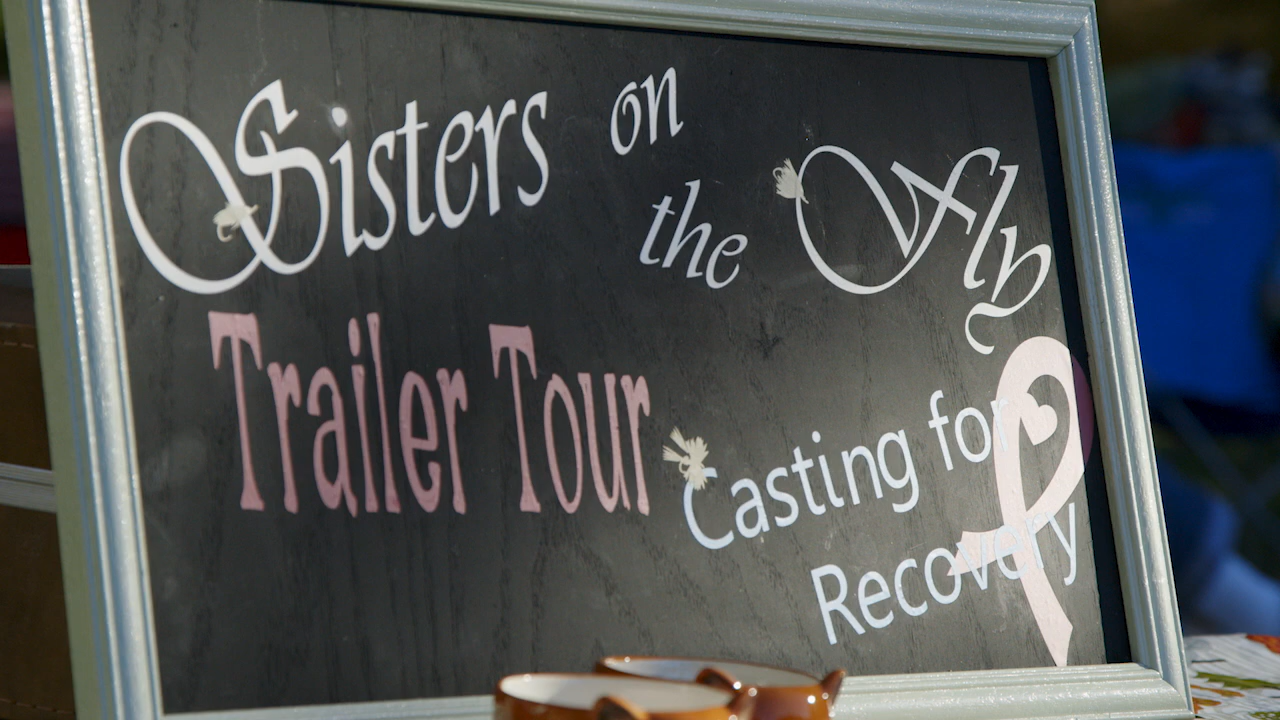 Sisters on
the Fly
Trailer Tour
Casting for
Recovery